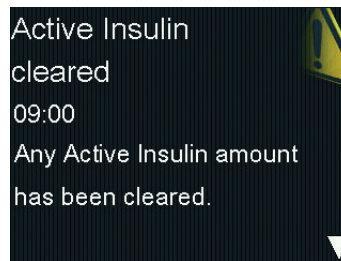 Active Insulin
cleared
09:00
Any Active Insulin amount
has been cleared.